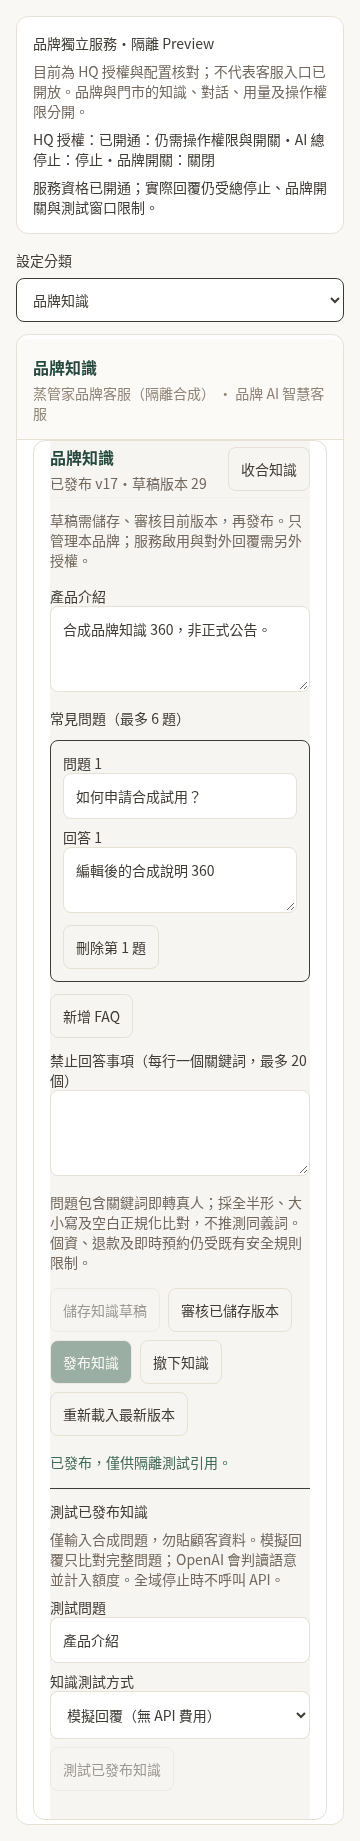 品牌獨立服務・隔離 Preview
目前為 HQ 授權與配置核對；不代表客服入口已
開放。品牌與門市的知識、對話、用量及操作權
限分開。
HQ 授權：已開通：仍需操作權限與開關・AI 總
停止：停止・品牌開關：關閉
服務資格已開通；實際回覆仍受總停止、品牌開
關與測試窗口限制。
設定分類
品牌知識
品牌知識
蒸管家品牌客服（隔離合成） ・ 品牌 AI 智慧客
服
品牌知識
已發布 v17・草稿版本 29
收合知識
草稿需儲存、審核目前版本，再發布。只
管理本品牌；服務啟用與對外回覆需另外
授權。
產品介紹
合成品牌知識 360，非正式公告。
常見問題（最多 6 題）
問題 1
如何申請合成試用？
回答 1
編輯後的合成說明 360
刪除第 1 題
新增 FAQ
禁止回答事項（每行一個關鍵詞，最多 20
個）
問題包含關鍵詞即轉真人；採全半形、大
小寫及空白正規化比對，不推測同義詞。
個資、退款及即時預約仍受既有安全規則
限制。
儲存知識草稿
審核已儲存版本
發布知識
撤下知識
重新載入最新版本
已發布，僅供隔離測試引用。
測試已發布知識
僅輸入合成問題，勿貼顧客資料。模擬回
覆只比對完整問題；OpenAI 會判讀語意
並計入額度。全域停止時不呼叫 API。
測試問題
產品介紹
知識測試方式
模擬回覆（無 API 費用）
測試已發布知識